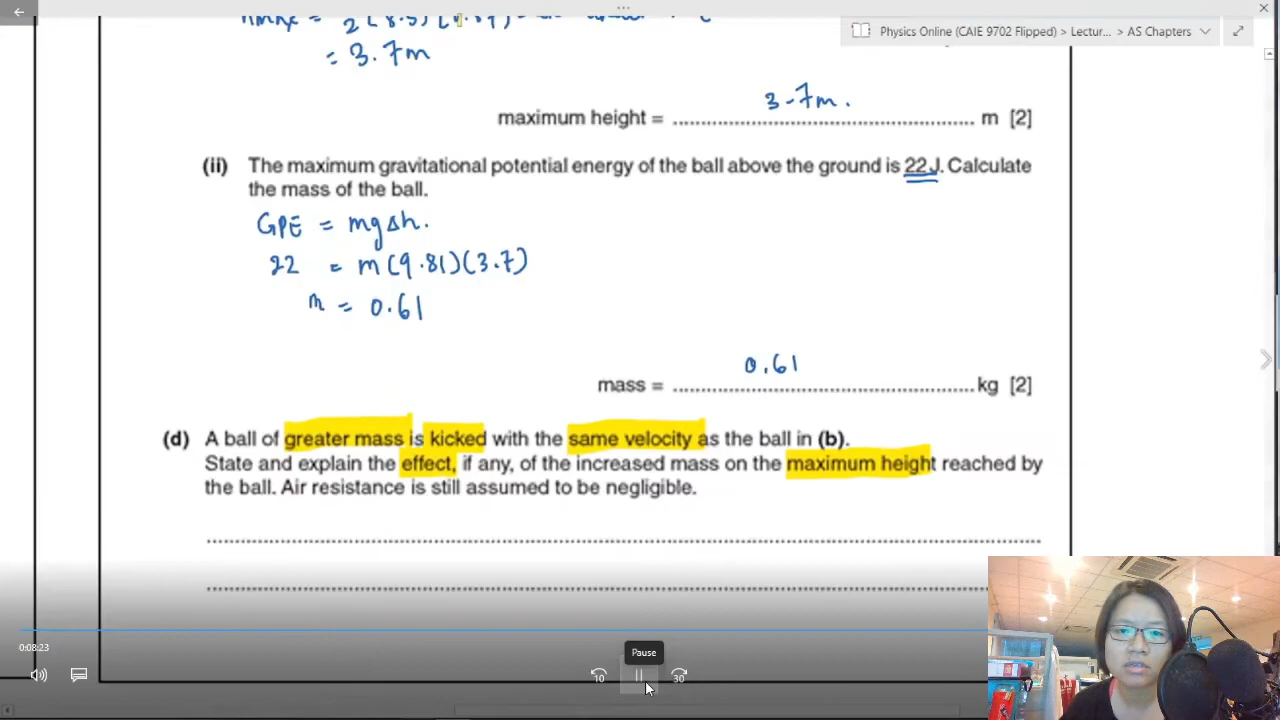 Physics Online (CAIE 9702 Flipped) > Lectur... > AS Chapters
= 3.7m
3.7m.
maximum height = ........................................................ m [2]
(ii) The maximum gravitational potential energy of the ball above the ground is 22J. Calculate
the mass of the ball.
GPE = mgΔh.
22 = m(9.81)(3.7)
m = 0.61
0.61
mass = ........................................................ kg [2]
(d) A ball of greater mass is kicked with the same velocity as the ball in (b).
State and explain the effect, if any, of the increased mass on the maximum height reached by
the ball. Air resistance is still assumed to be negligible.
0:08:23
Pause
10
30